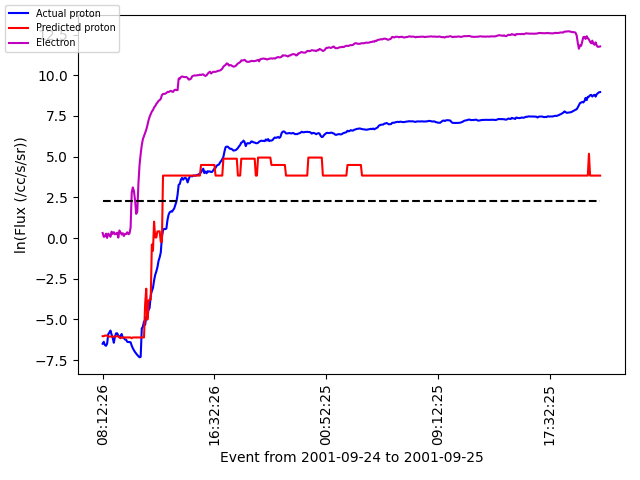 Actual proton
Predicted proton
Electron
12.5
10.0
7.5
5.0
2.5
0.0
−2.5
−5.0
−7.5
ln(Flux (/cc/s/sr))
08:12:26
16:32:26
00:52:25
09:12:25
17:32:25
Event from 2001-09-24 to 2001-09-25